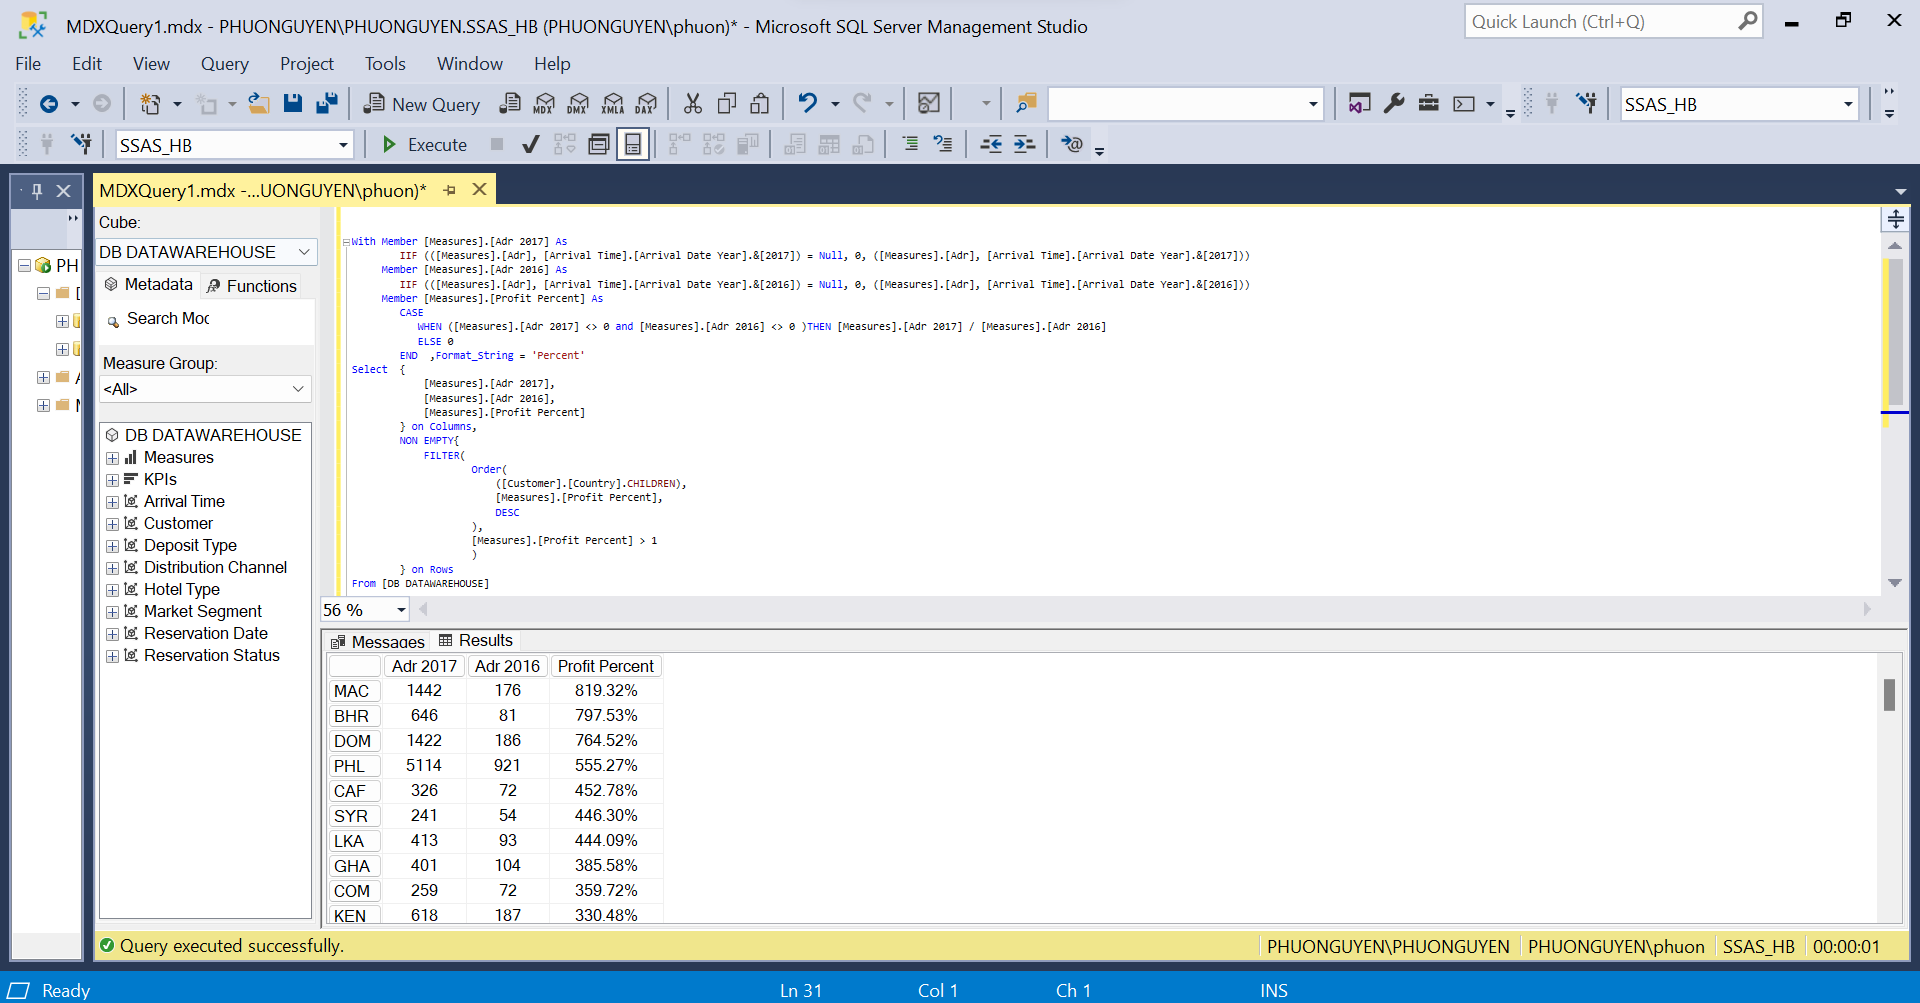 MDXQuery1.mdx - PHUONGUYEN\PHUONGUYEN.SSAS_HB (PHUONGUYEN\phuon)* - Microsoft SQL Server Management Studio
Quick Launch (Ctrl+Q)
File Edit View Query Project Tools Window Help
New Query MDX DMX XMLA DAX SSAS_HB
SSAS_HB Execute
MDXQuery1.mdx -...UONGUYEN\phuon)*
Cube:
DB DATAWAREHOUSE
Metadata Functions
Search Moc
Measure Group:
<All>
DB DATAWAREHOUSE
Measures
KPIs
Arrival Time
Customer
Deposit Type
Distribution Channel
Hotel Type
Market Segment
Reservation Date
Reservation Status
PH
With Member [Measures].[Adr 2017] As
IIF (([Measures].[Adr], [Arrival Time].[Arrival Date Year].&[2017]) = Null, 0, ([Measures].[Adr], [Arrival Time].[Arrival Date Year].&[2017]))
Member [Measures].[Adr 2016] As
IIF (([Measures].[Adr], [Arrival Time].[Arrival Date Year].&[2016]) = Null, 0, ([Measures].[Adr], [Arrival Time].[Arrival Date Year].&[2016]))
Member [Measures].[Profit Percent] As
CASE
WHEN ([Measures].[Adr 2017] <> 0 and [Measures].[Adr 2016] <> 0 )THEN [Measures].[Adr 2017] / [Measures].[Adr 2016]
ELSE 0
END ,Format_String = 'Percent'
Select {
[Measures].[Adr 2017],
[Measures].[Adr 2016],
[Measures].[Profit Percent]
} on Columns,
NON EMPTY{
FILTER(
Order(
([Customer].[Country].CHILDREN),
[Measures].[Profit Percent],
DESC
),
[Measures].[Profit Percent] > 1
)
} on Rows
From [DB DATAWAREHOUSE]
56 %
Messages Results
Adr 2017 Adr 2016 Profit Percent
MAC 1442 176 819.32%
BHR 646 81 797.53%
DOM 1422 186 764.52%
PHL 5114 921 555.27%
CAF 326 72 452.78%
SYR 241 54 446.30%
LKA 413 93 444.09%
GHA 401 104 385.58%
COM 259 72 359.72%
KEN 618 187 330.48%
Query executed successfully. PHUONGUYEN\PHUONGUYEN PHUONGUYEN\phuon SSAS_HB 00:00:01
Ready Ln 31 Col 1 Ch 1 INS